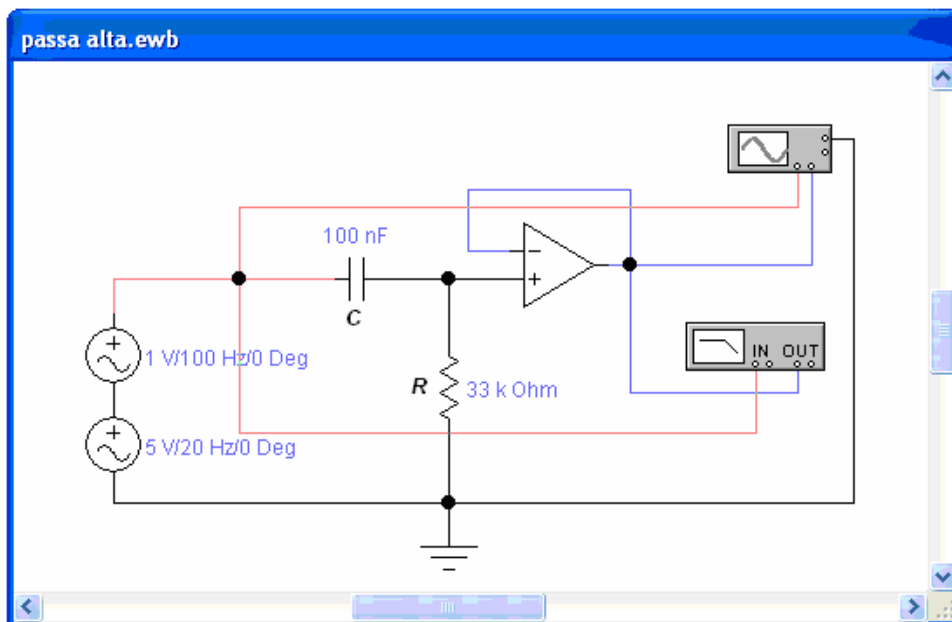 passa alta.ewb
100 nF
C
1 V/100 Hz/0 Deg
IN OUT
R
33 k Ohm
5 V/20 Hz/0 Deg